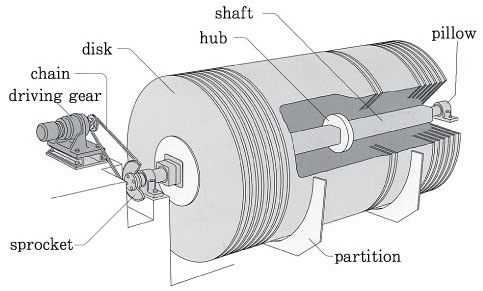 shaft
hub
pillow
disk
chain
driving gear
sprocket
partition